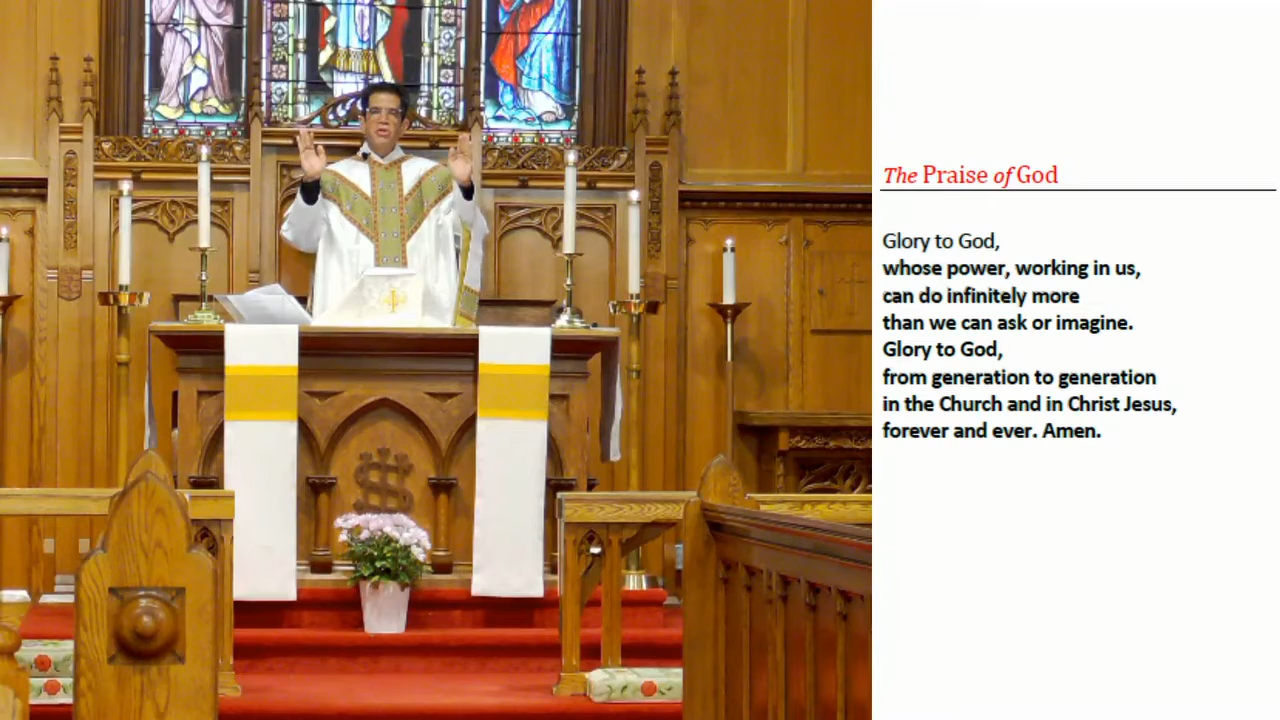 The Praise of God
Glory to God,
whose power, working in us,
can do infinitely more
than we can ask or imagine.
Glory to God,
from generation to generation
in the Church and in Christ Jesus,
forever and ever. Amen.
IHS